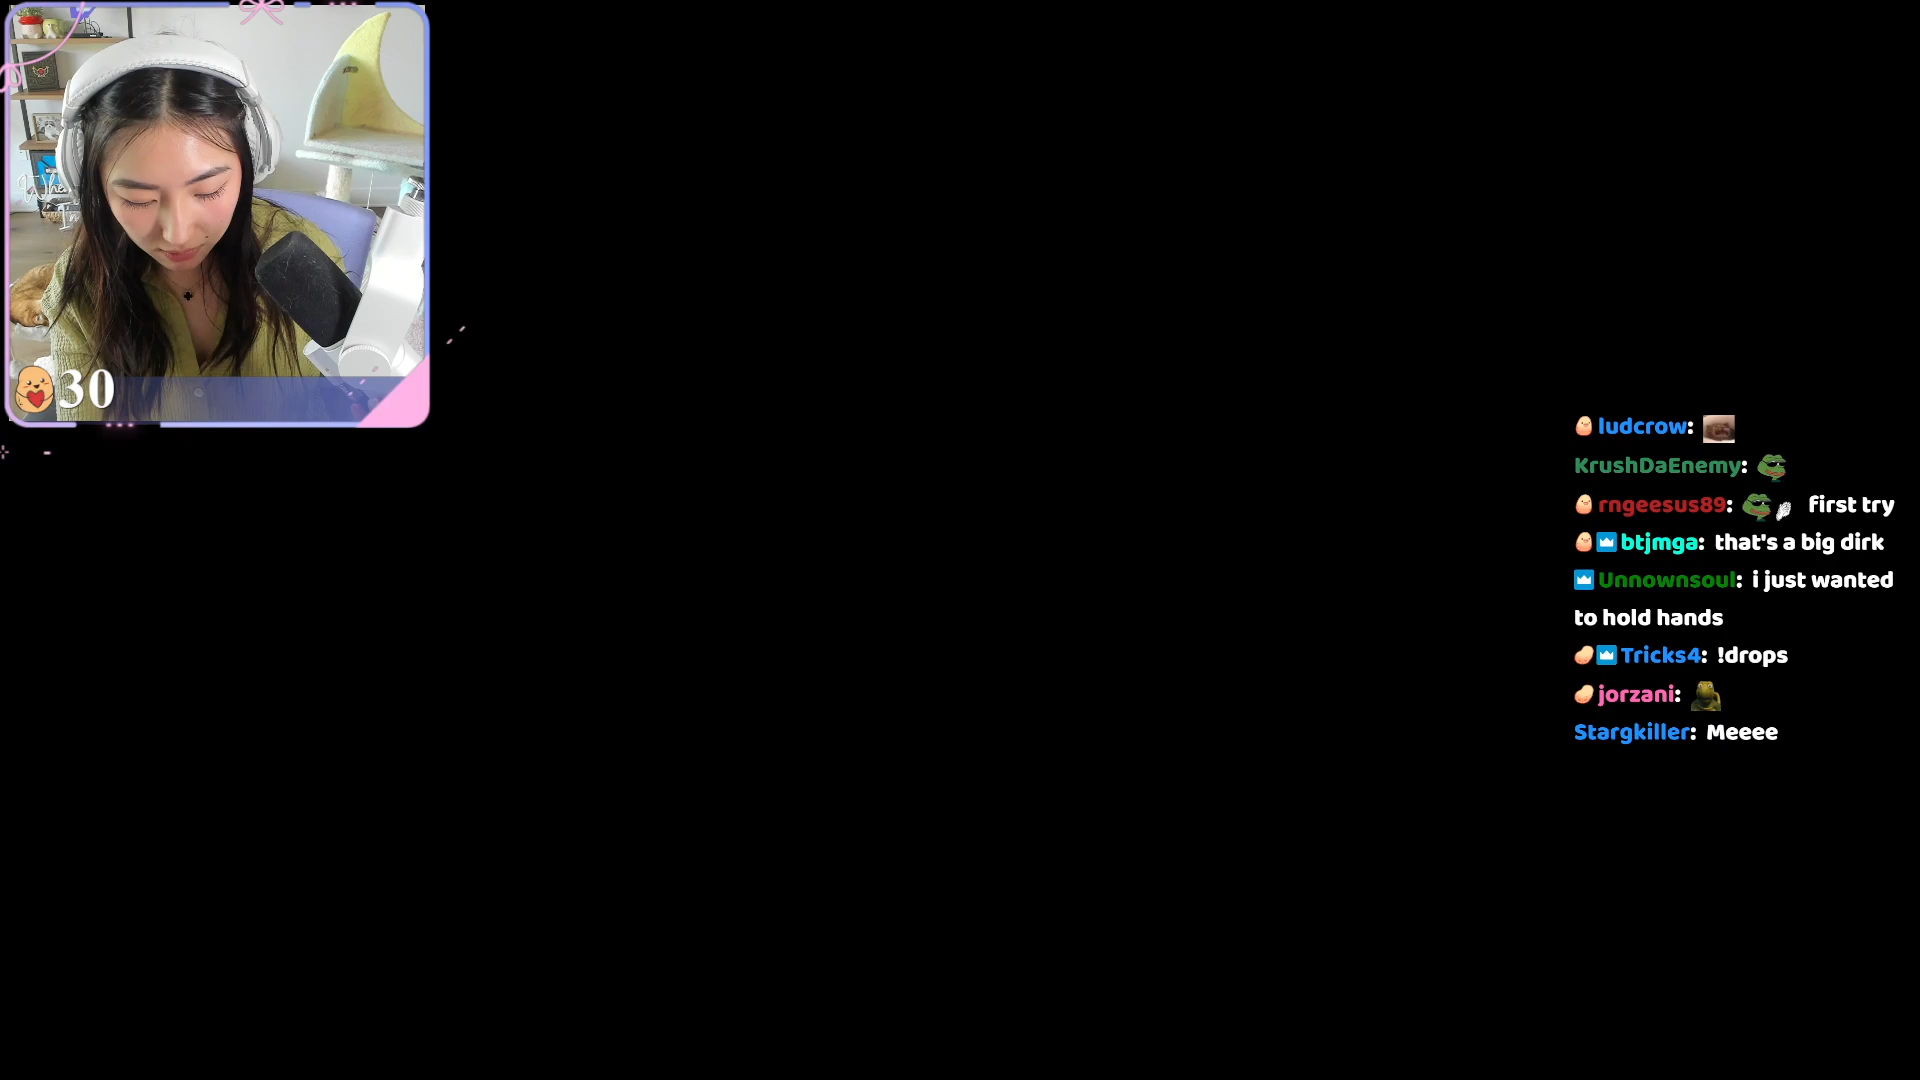 Whe
30
ludcrow:
KrushDaEnemy:
rngeesus89: first try
btjmga: that's a big dirk
Unnownsoul: i just wanted
to hold hands
Tricks4: !drops
jorzani:
Stargkiller: Meeee